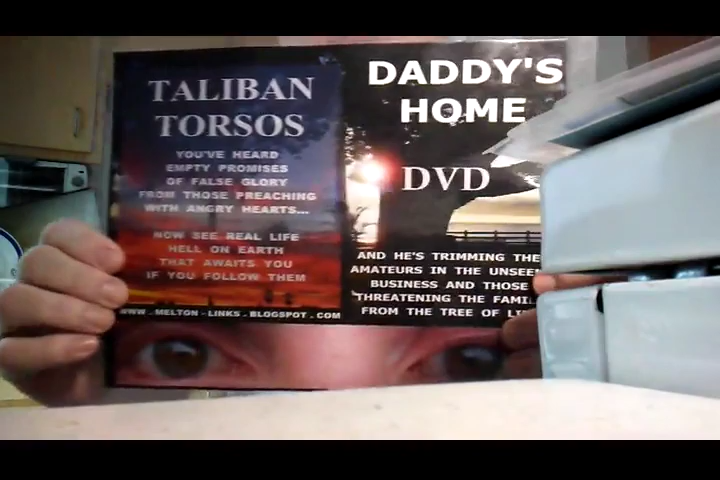 TALIBAN
TORSOS
YOU'VE HEARD
EMPTY PROMISES
OF FALSE GLORY
FROM THOSE PREACHING
WITH ANGRY HEARTS...
NOW SEE REAL LIFE
HELL ON EARTH
THAT AWAITS YOU
IF YOU FOLLOW THEM
WWW . MELTON - LINKS . BLOGSPOT . COM
DADDY'S
HOME
DVD
AND HE'S TRIMMING THE
AMATEURS IN THE UNSEE
BUSINESS AND THOSE
THREATENING THE FAMI
FROM THE TREE OF LI